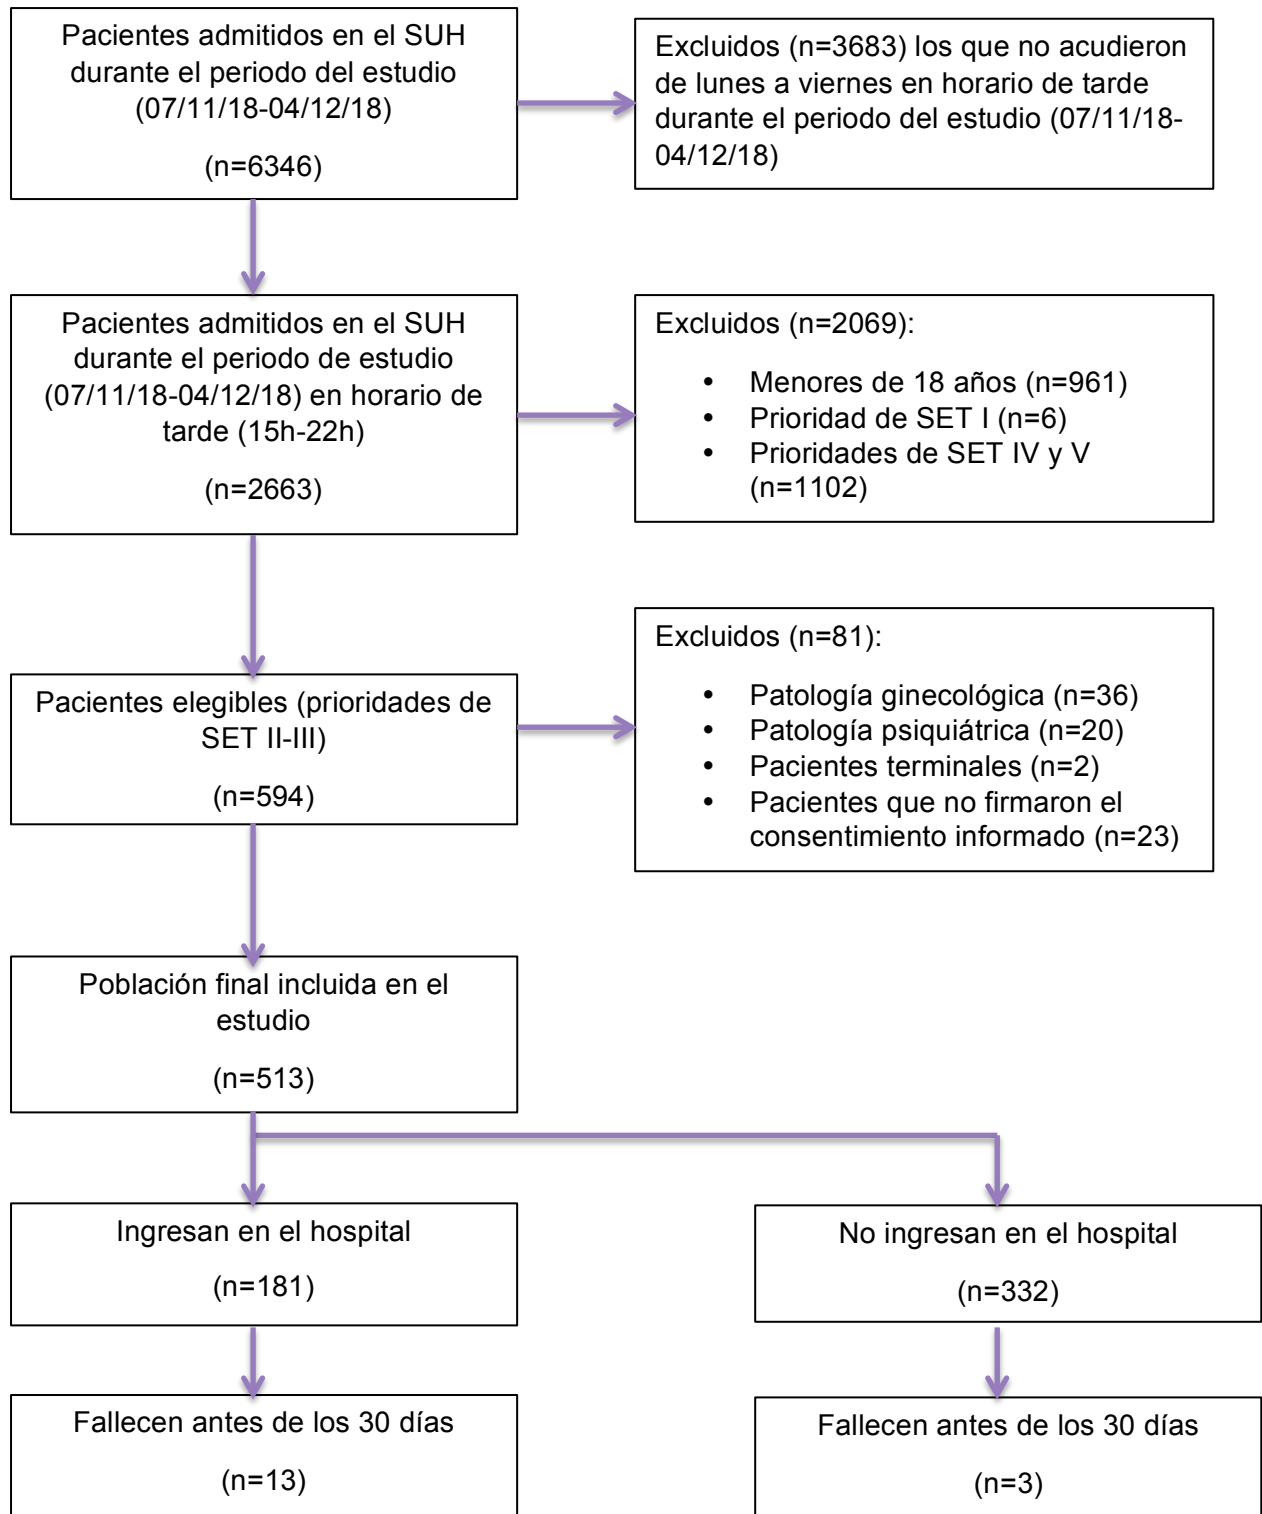 Pacientes admitidos en el SUH
durante el periodo del estudio
(07/11/18-04/12/18)
(n=6346)
Excluidos (n=3683) los que no acudieron
de lunes a viernes en horario de tarde
durante el periodo del estudio (07/11/18-
04/12/18)
Pacientes admitidos en el SUH
durante el periodo de estudio
(07/11/18-04/12/18) en horario de
tarde (15h-22h)
(n=2663)
Excluidos (n=2069):
• Menores de 18 años (n=961)
• Prioridad de SET I (n=6)
• Prioridades de SET IV y V
(n=1102)
Pacientes elegibles (prioridades de
SET II-III)
(n=594)
Excluidos (n=81):
• Patología ginecológica (n=36)
• Patología psiquiátrica (n=20)
• Pacientes terminales (n=2)
• Pacientes que no firmaron el
consentimiento informado (n=23)
Población final incluida en el
estudio
(n=513)
Ingresan en el hospital
(n=181)
No ingresan en el hospital
(n=332)
Fallecen antes de los 30 días
(n=13)
Fallecen antes de los 30 días
(n=3)